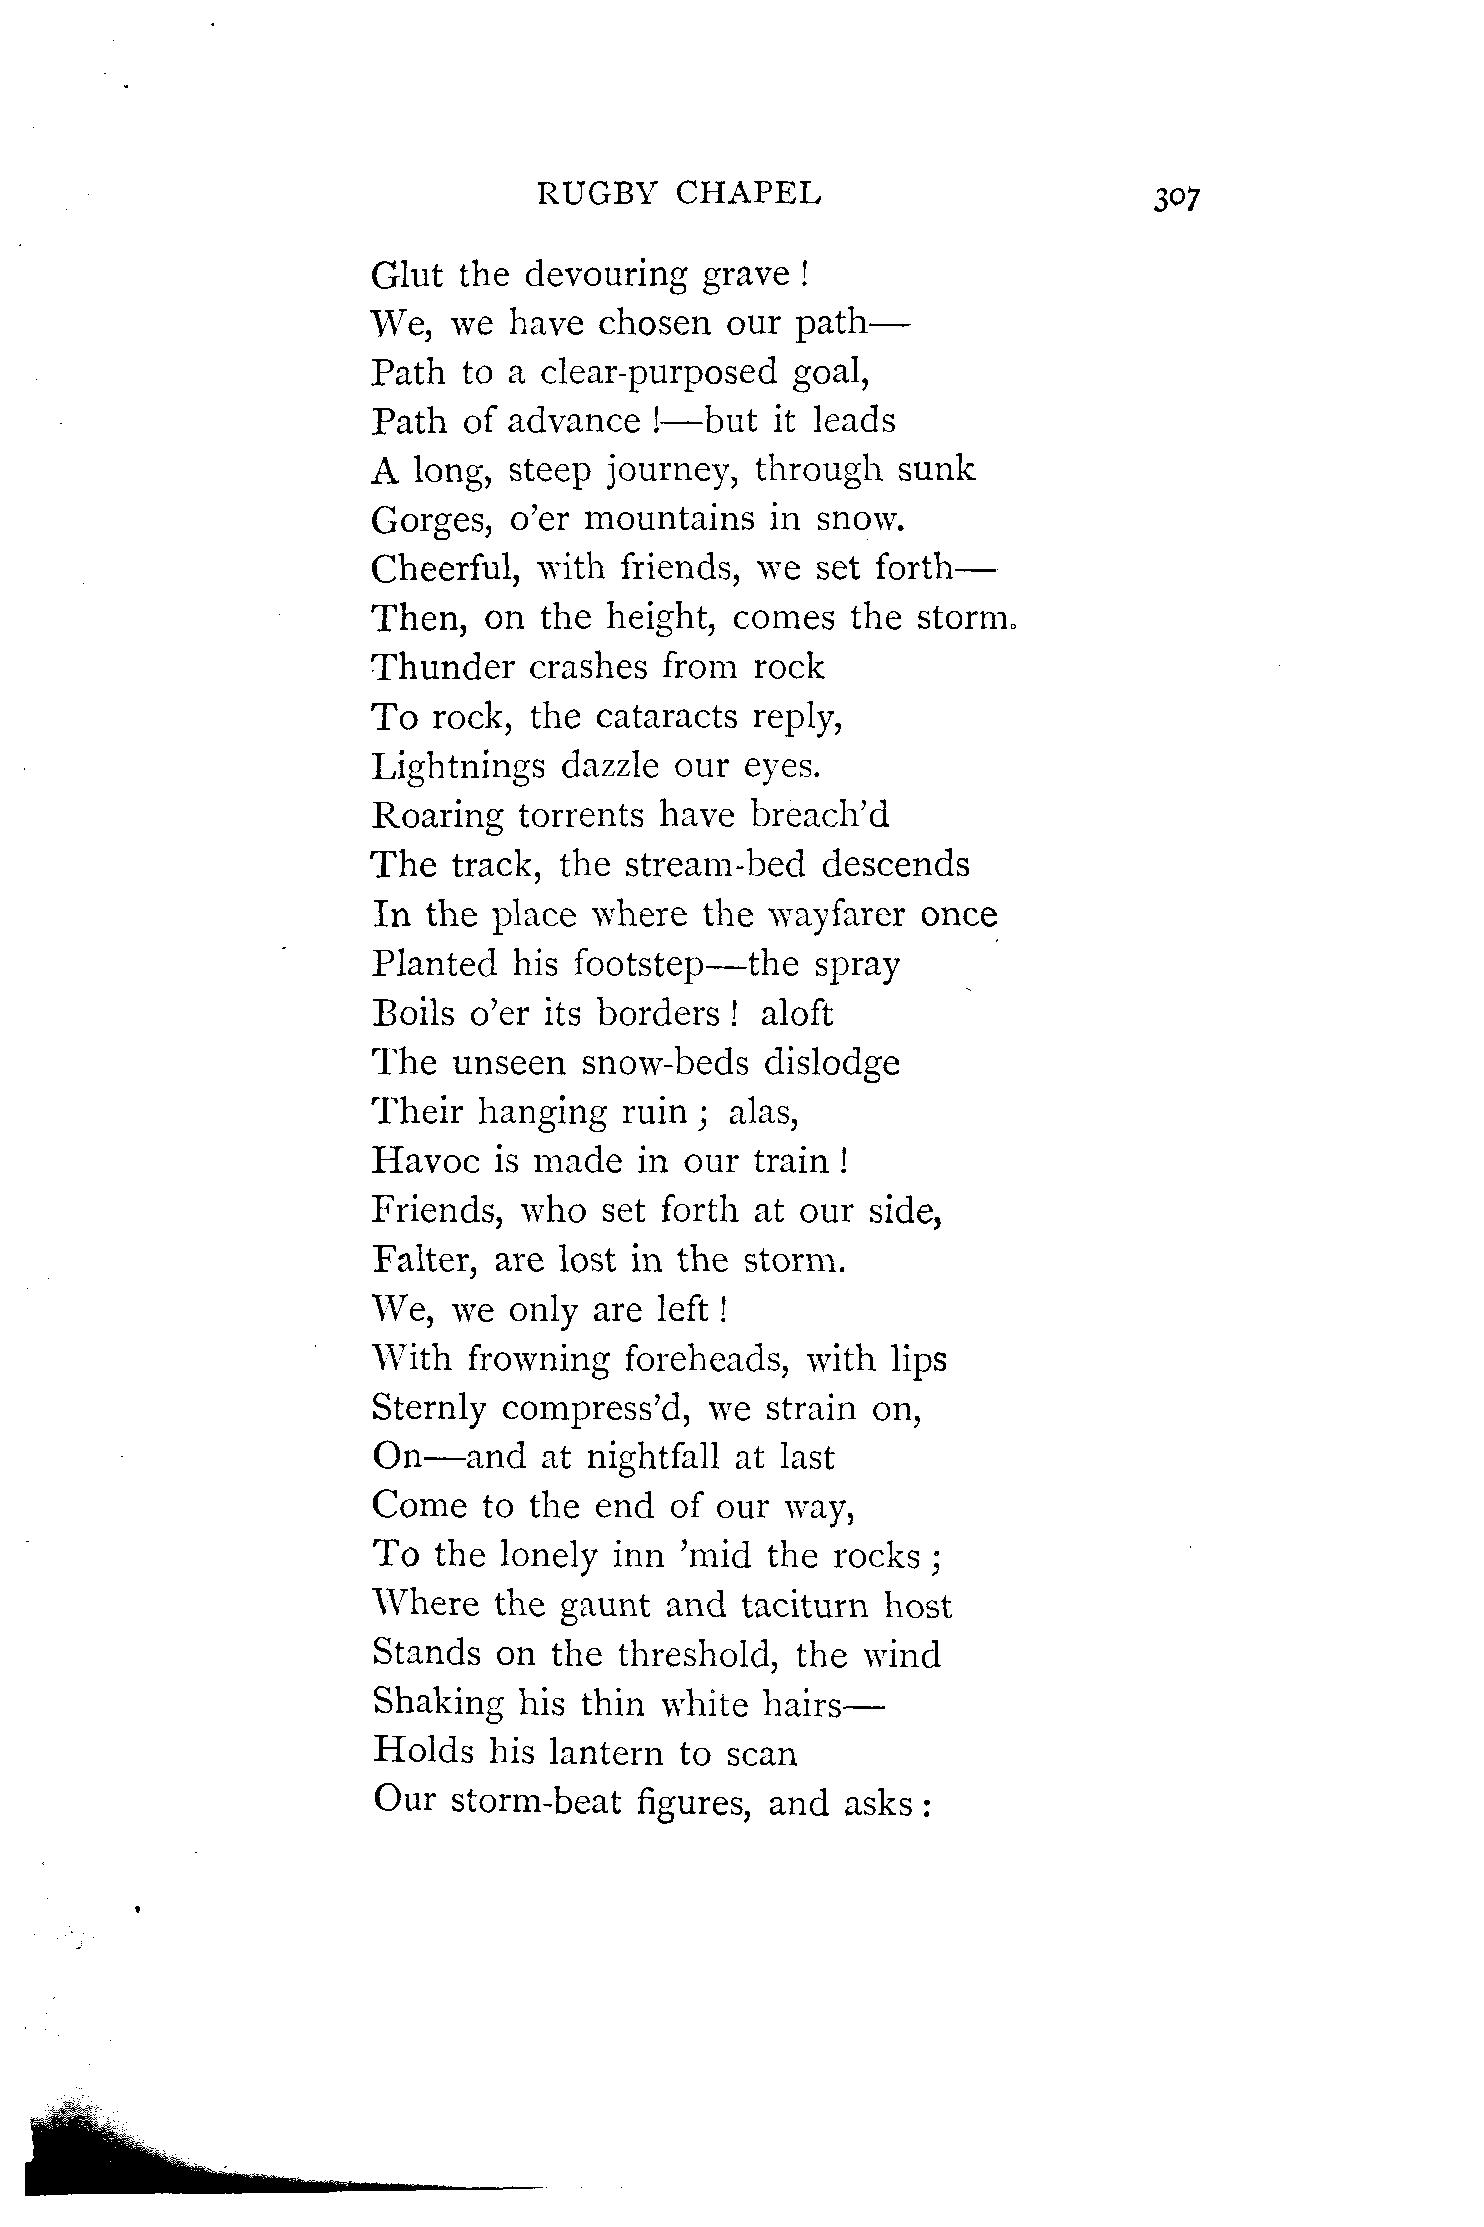 RUGBY CHAPEL 307
Glut the devouring grave !
We, we have chosen our path—
Path to a clear-purposed goal,
Path of advance !—but it leads
A long, steep journey, through sunk
Gorges, o’er mountains in snow.
Cheerful, with friends, we set forth—
Then, on the height, comes the storm.
Thunder crashes from rock
To rock, the cataracts reply,
Lightnings dazzle our eyes.
Roaring torrents have breach’d
The track, the stream-bed descends
In the place where the wayfarer once
Planted his footstep—the spray
Boils o’er its borders ! aloft
The unseen snow-beds dislodge
Their hanging ruin ; alas,
Havoc is made in our train !
Friends, who set forth at our side,
Falter, are lost in the storm.
We, we only are left !
With frowning foreheads, with lips
Sternly compress’d, we strain on,
On—and at nightfall at last
Come to the end of our way,
To the lonely inn ’mid the rocks ;
Where the gaunt and taciturn host
Stands on the threshold, the wind
Shaking his thin white hairs—
Holds his lantern to scan
Our storm-beat figures, and asks :